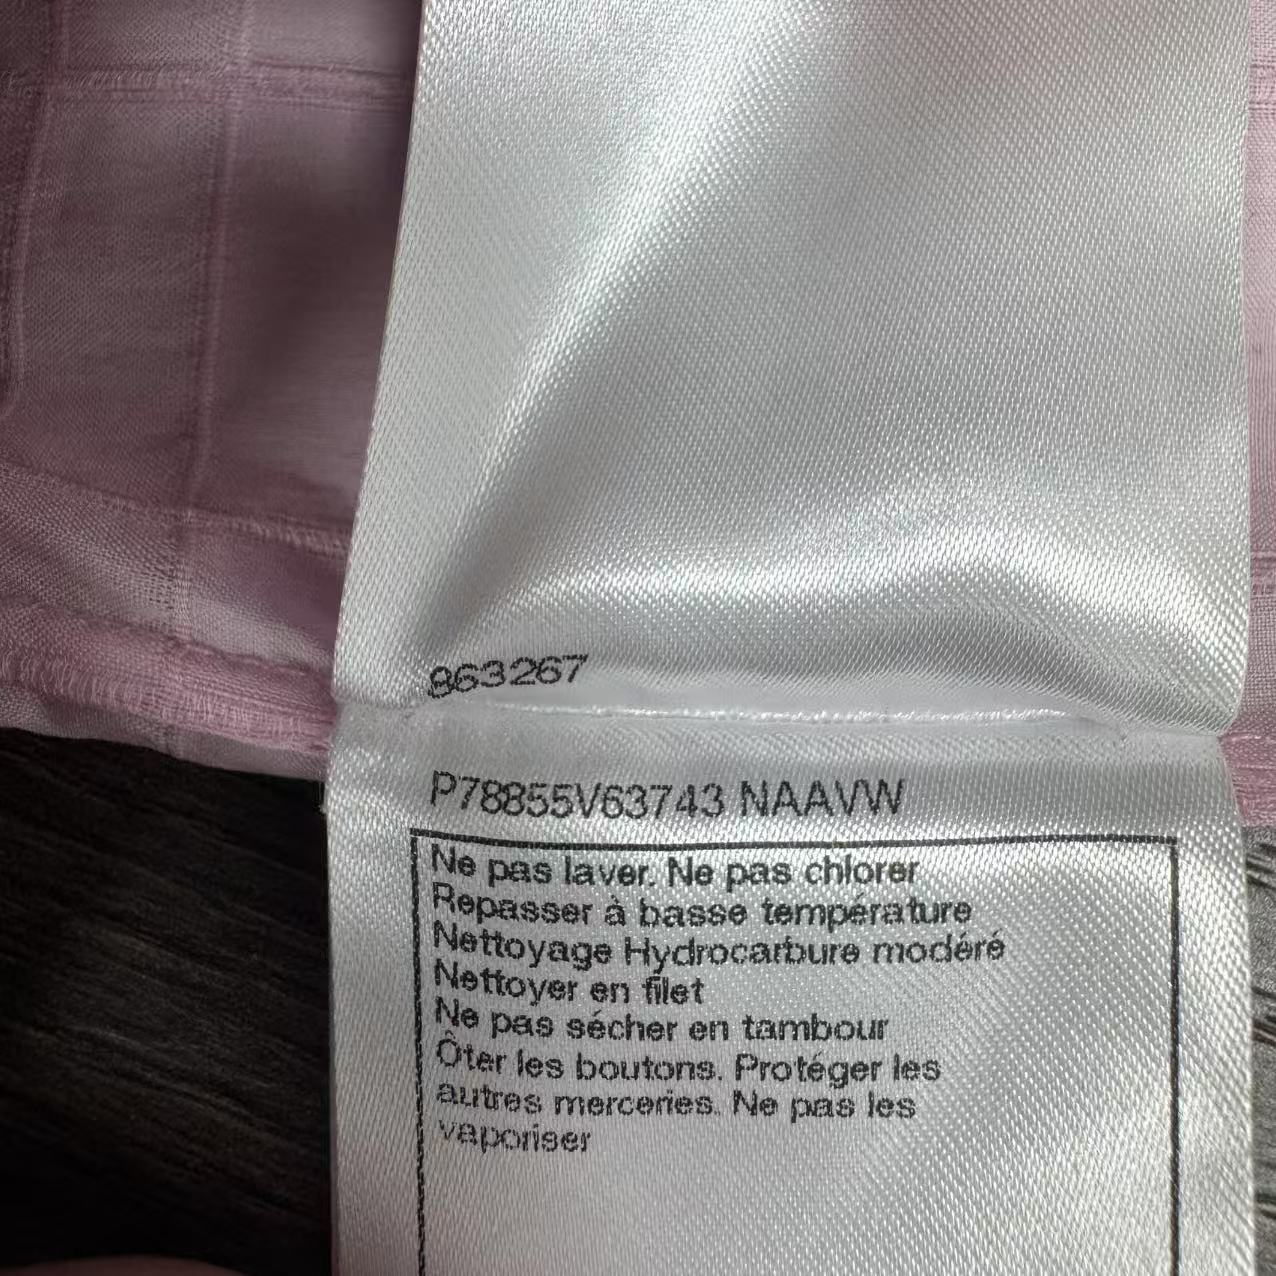 863267
P78855V63743 NAAVW
Ne pas laver. Ne pas chlorer
Repasser à basse température
Nettoyage Hydrocarbure modéré
Nettoyer en filet
Ne pas sécher en tambour
Ôter les boutons. Protéger les
autres merceries. Ne pas les
vaporiser